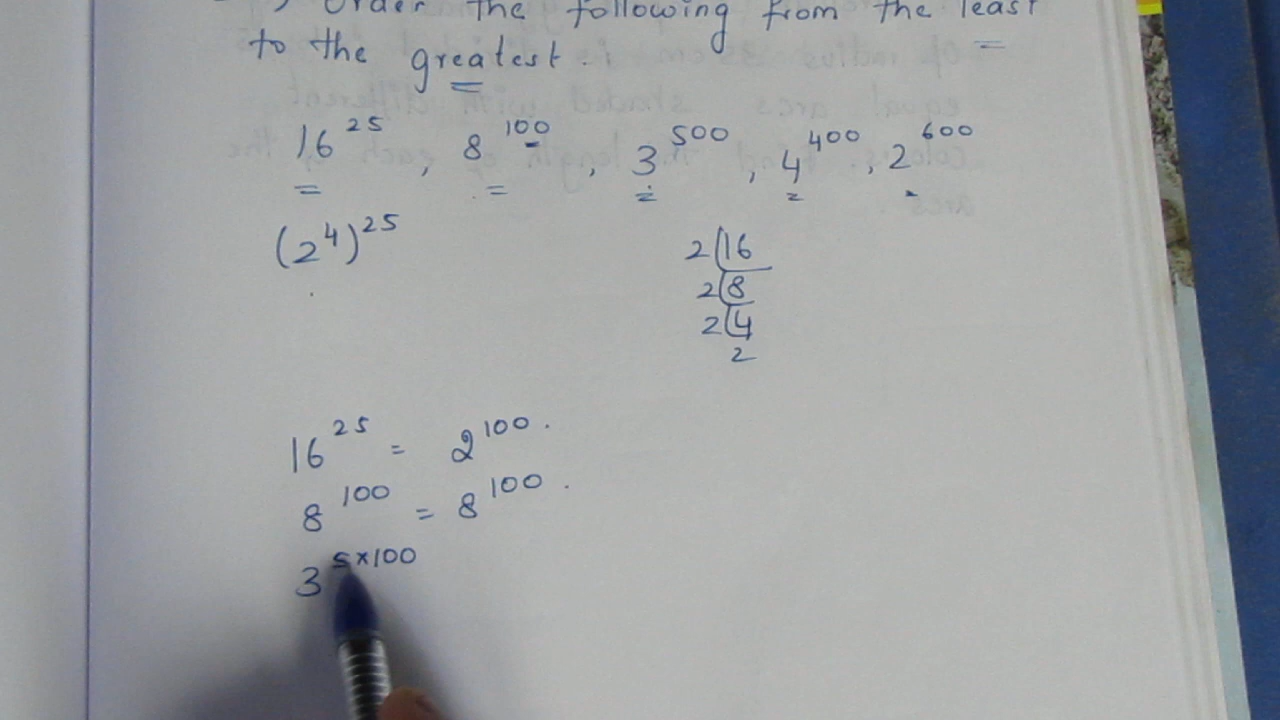 Order the following from the least
to the greatest.
16^25, 8^100, 3^500, 4^400, 2^600
(2^4)^25
2 | 16
2 | 8
2 | 4
2
16^25 = 2^100.
8^100 = 8^100.
3^5×100